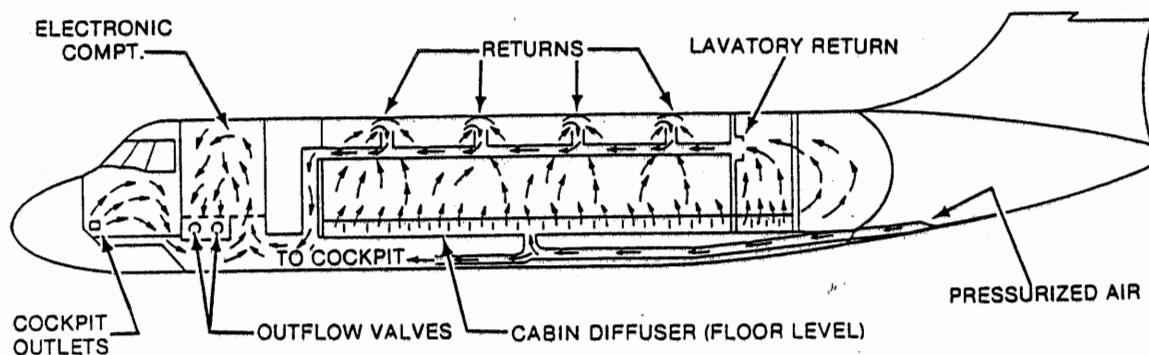 ELECTRONIC
COMPT.
RETURNS
LAVATORY RETURN
TO COCKPIT
PRESSURIZED AIR
COCKPIT
OUTLETS
OUTFLOW VALVES
CABIN DIFFUSER (FLOOR LEVEL)